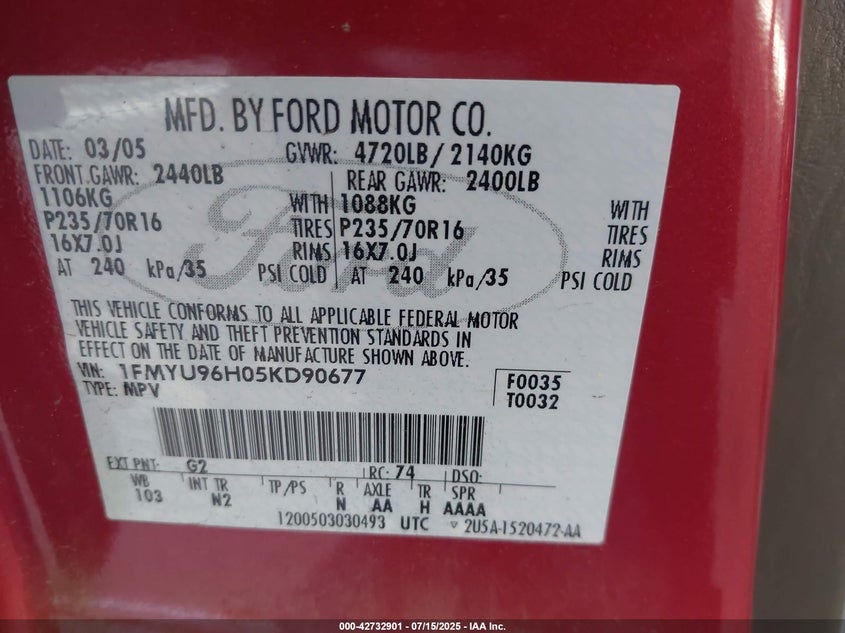 MFD. BY FORD MOTOR CO.
DATE: 03/05 GVWR: 4720LB / 2140KG
FRONT GAWR: 2440LB REAR GAWR: 2400LB
1106KG WITH 1088KG WITH
P235/70R16 TIRES P235/70R16 TIRES
16X7.0J RIMS 16X7.0J RIMS
AT 240 kPa/35 PSI COLD AT 240 kPa/35 PSI COLD
Ford
THIS VEHICLE CONFORMS TO ALL APPLICABLE FEDERAL MOTOR
VEHICLE SAFETY AND THEFT PREVENTION STANDARDS IN
EFFECT ON THE DATE OF MANUFACTURE SHOWN ABOVE.
VIN: 1FMYU96H05KD90677
TYPE: MPV
F0035
T0032
EXT PNT: G2 RC: 74 DSO:
WB INT TR TP/PS R AXLE TR SPR
103 N2 N AA H AAAA
1200503030493 UTC ▽ 2U5A-1520472-AA
000-42732901 - 07/15/2025 - IAA Inc.